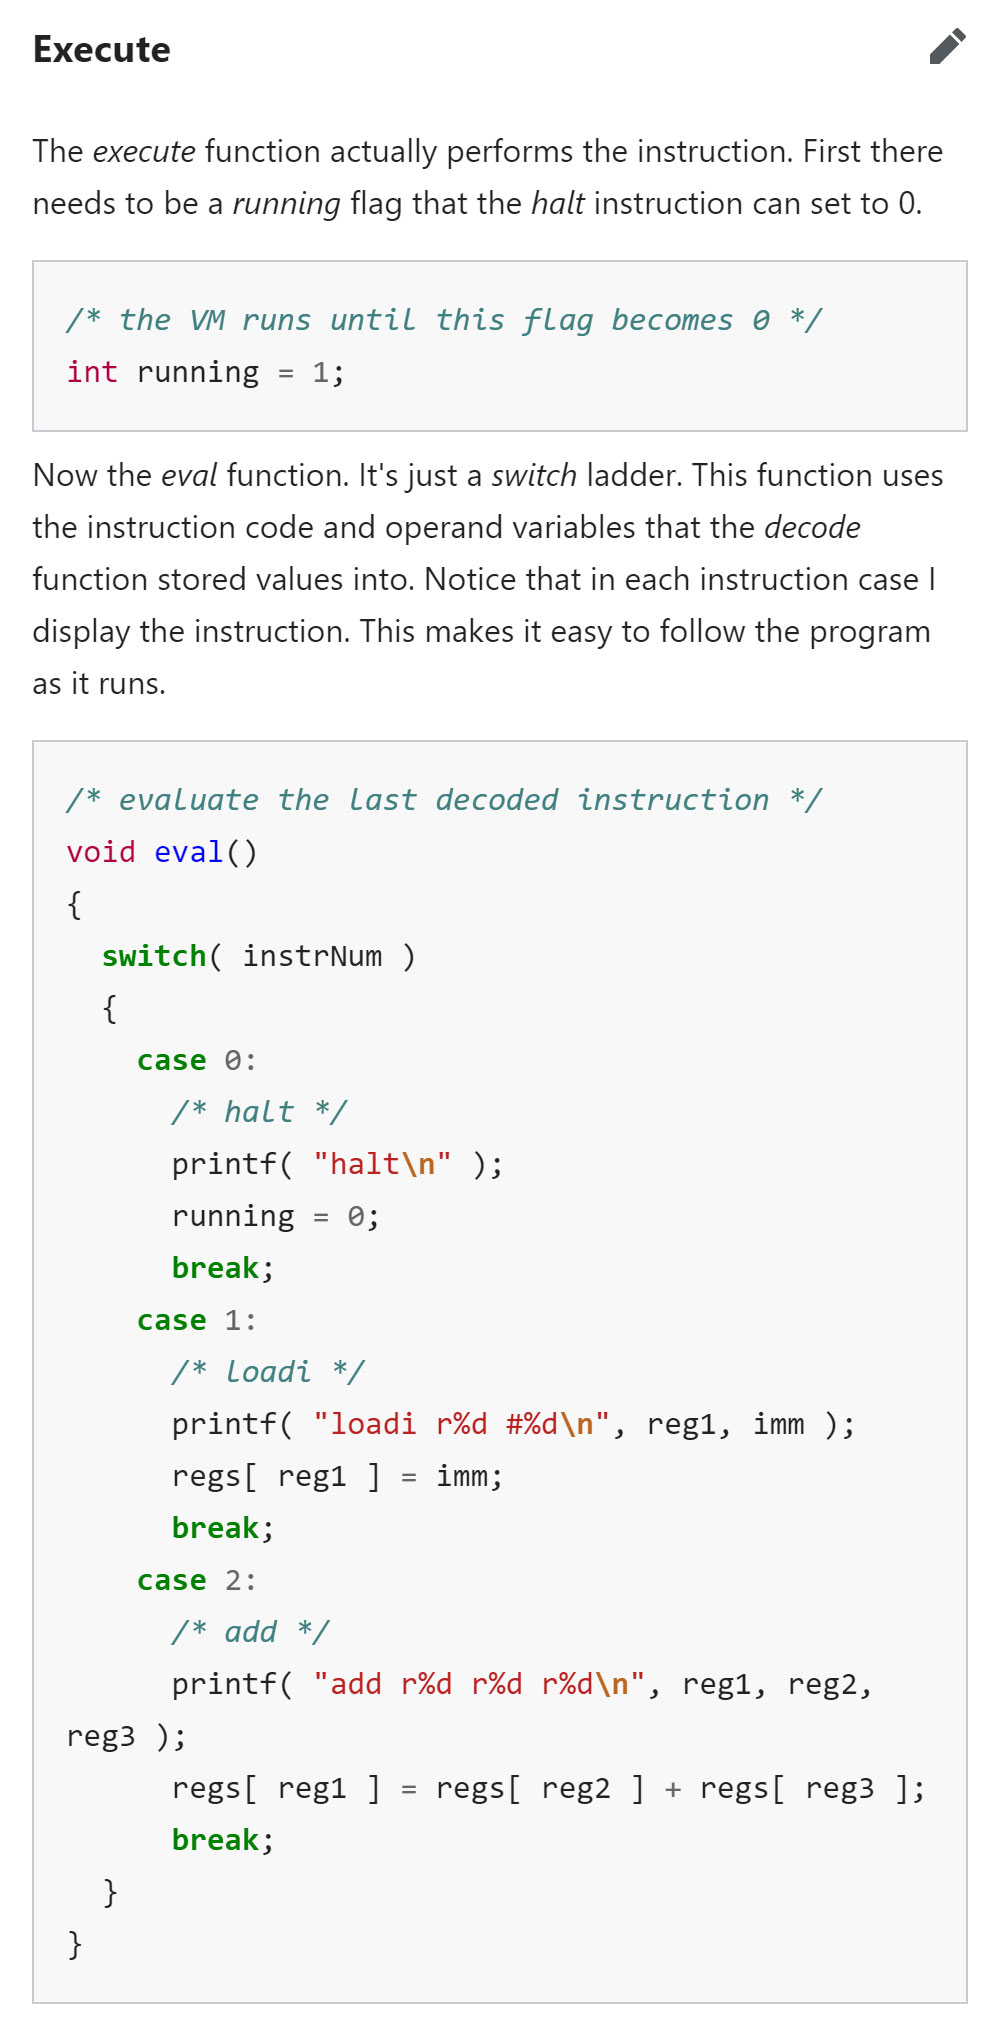 Execute
The execute function actually performs the instruction. First there
needs to be a running flag that the halt instruction can set to 0.
/* the VM runs until this flag becomes 0 */
int running = 1;
Now the eval function. It's just a switch ladder. This function uses
the instruction code and operand variables that the decode
function stored values into. Notice that in each instruction case I
display the instruction. This makes it easy to follow the program
as it runs.
/* evaluate the last decoded instruction */
void eval()
{
  switch( instrNum )
  {
    case 0:
      /* halt */
      printf( "halt\n" );
      running = 0;
      break;
    case 1:
      /* loadi */
      printf( "loadi r%d #%d\n", reg1, imm );
      regs[ reg1 ] = imm;
      break;
    case 2:
      /* add */
      printf( "add r%d r%d r%d\n", reg1, reg2,
reg3 );
      regs[ reg1 ] = regs[ reg2 ] + regs[ reg3 ];
      break;
  }
}